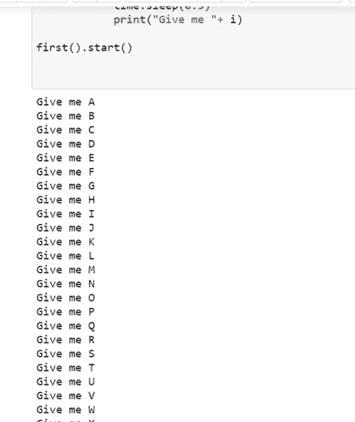 print("Give me "+ i)
first().start()
Give me A
Give me B
Give me C
Give me D
Give me E
Give me F
Give me G
Give me H
Give me I
Give me J
Give me K
Give me L
Give me M
Give me N
Give me O
Give me P
Give me Q
Give me R
Give me S
Give me T
Give me U
Give me V
Give me W